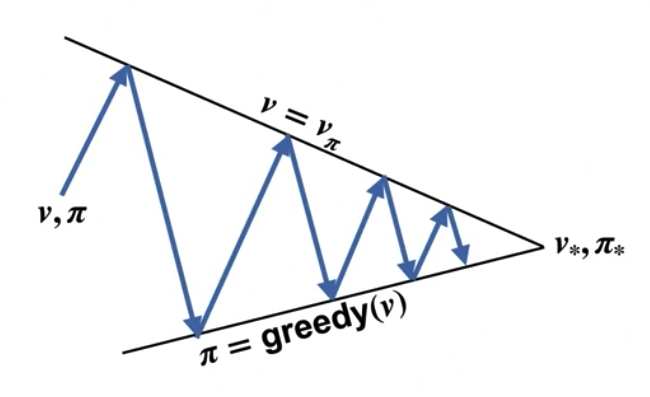 v = v_π
v, π
v_*, π_*
π = greedy(v)